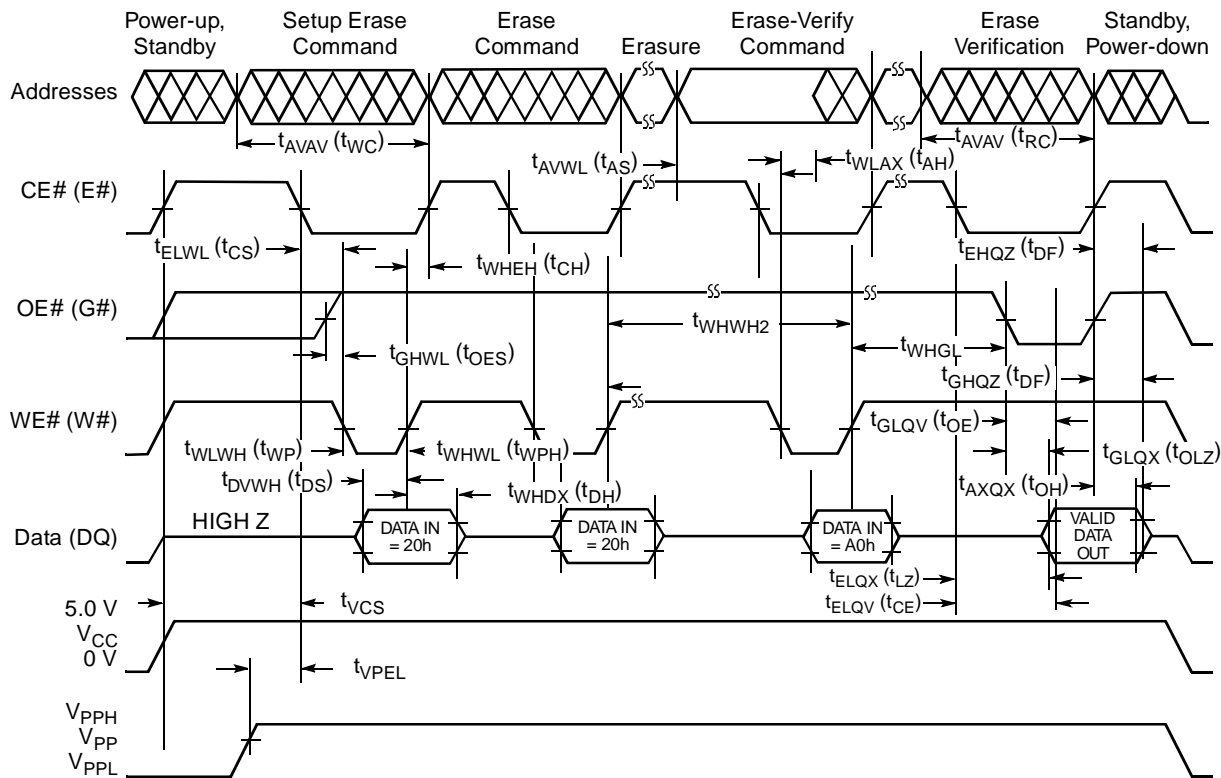 Power-up, Standby
Setup Erase Command
Erase Command
Erasure
Erase-Verify Command
Erase Verification
Standby, Power-down
Addresses
tAVAV (tWC)
tAVWL (tAS)
tWLAX (tAH)
tAVAV (tRC)
CE# (E#)
tELWL (tCS)
tWHEH (tCH)
tEHQZ (tDF)
OE# (G#)
tWHWH2
tWHGL
tGHWL (tOES)
tGHQZ (tDF)
WE# (W#)
tGLQV (tOE)
tWLWH (tWP)
tWHWL (tWPH)
tGLQX (tOLZ)
tDVWH (tDS)
tWHDX (tDH)
tAXQX (tOH)
Data (DQ)
HIGH Z
DATA IN = 20h
DATA IN = 20h
DATA IN = A0h
VALID DATA OUT
tELQX (tLZ)
tELQV (tCE)
5.0 V
VCC
0 V
tVCS
tVPEL
VPPH
VPP
VPPL